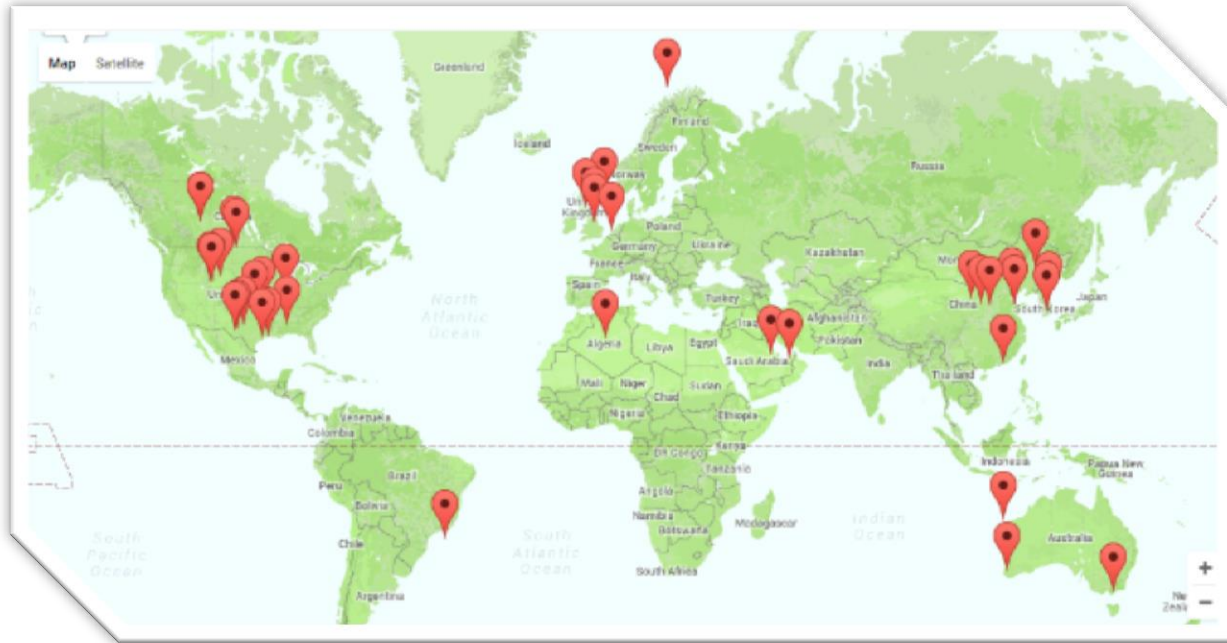 Map Satellite
Greenland
Iceland
Finland
Sweden
Norway
Russia
Kingdom
Poland
Germany
Ukraine
Kazakhstan
France
Italy
Spain
Turkey
Afghanistan
China
South Korea
Japan
North
Atlantic
Ocean
Mexico
Algeria
Libya
Egypt
Saudi Arabia
Pakistan
India
Thailand
Mali
Niger
Chad
Sudan
Nigeria
Ethiopia
Venezuela
Colombia
DR Congo
Kenya
Tanzania
Indonesia
Papua New
Guinea
Brazil
Peru
Bolivia
Angola
Namibia
Botswana
Madagascar
Indian
Ocean
Australia
South
Pacific
Ocean
Chile
South
Atlantic
Ocean
South Africa
Argentina
+
−